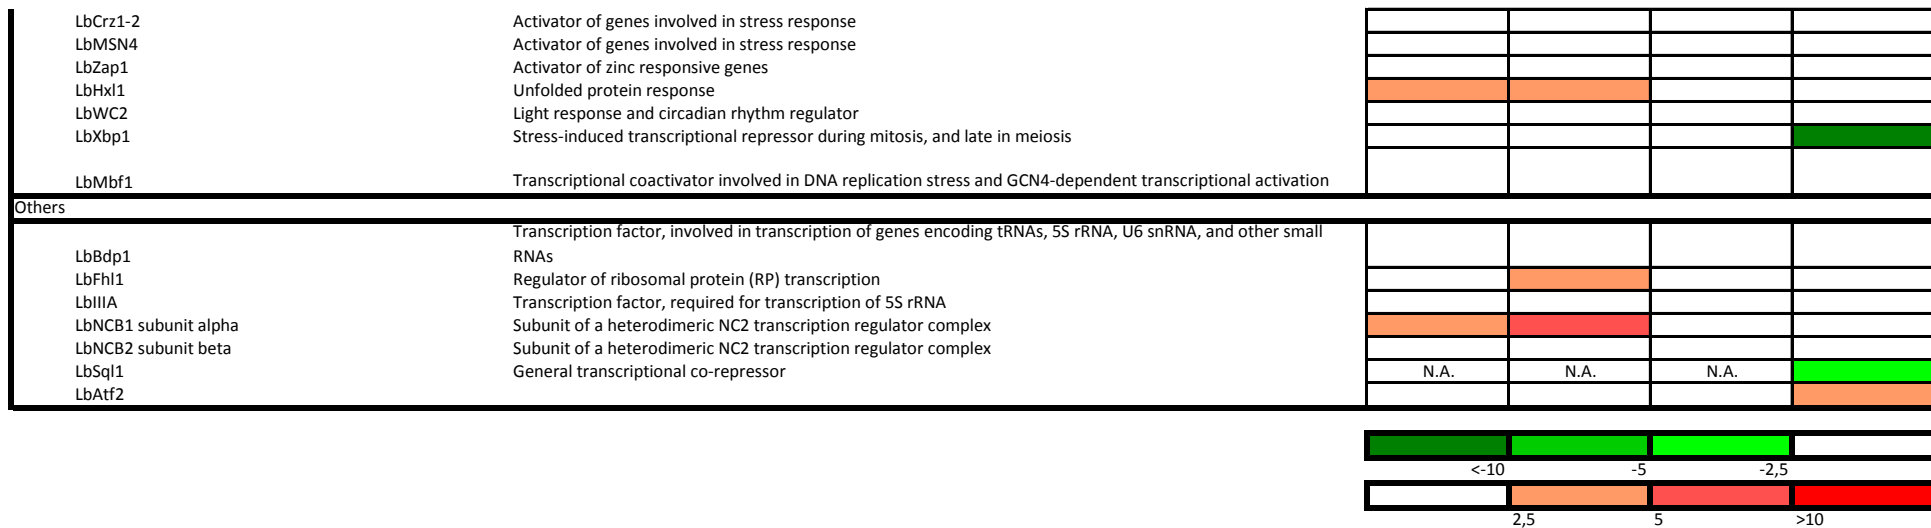 LbCrz1-2 Activator of genes involved in stress response
LbMSN4 Activator of genes involved in stress response
LbZap1 Activator of zinc responsive genes
LbHxl1 Unfolded protein response
LbWC2 Light response and circadian rhythm regulator
LbXbp1 Stress-induced transcriptional repressor during mitosis, and late in meiosis
LbMbf1 Transcriptional coactivator involved in DNA replication stress and GCN4-dependent transcriptional activation
Others
Transcription factor, involved in transcription of genes encoding tRNAs, 5S rRNA, U6 snRNA, and other small
LbBdp1 RNAs
LbFhl1 Regulator of ribosomal protein (RP) transcription
LbIIIA Transcription factor, required for transcription of 5S rRNA
LbNCB1 subunit alpha Subunit of a heterodimeric NC2 transcription regulator complex
LbNCB2 subunit beta Subunit of a heterodimeric NC2 transcription regulator complex
LbSql1 General transcriptional co-repressor N.A. N.A. N.A.
LbAtf2
<-10 -5 -2,5
2,5 5 >10